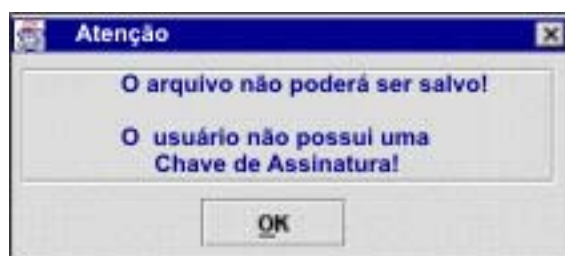 Atenção
O arquivo não poderá ser salvo!
O usuário não possui uma
Chave de Assinatura!
OK